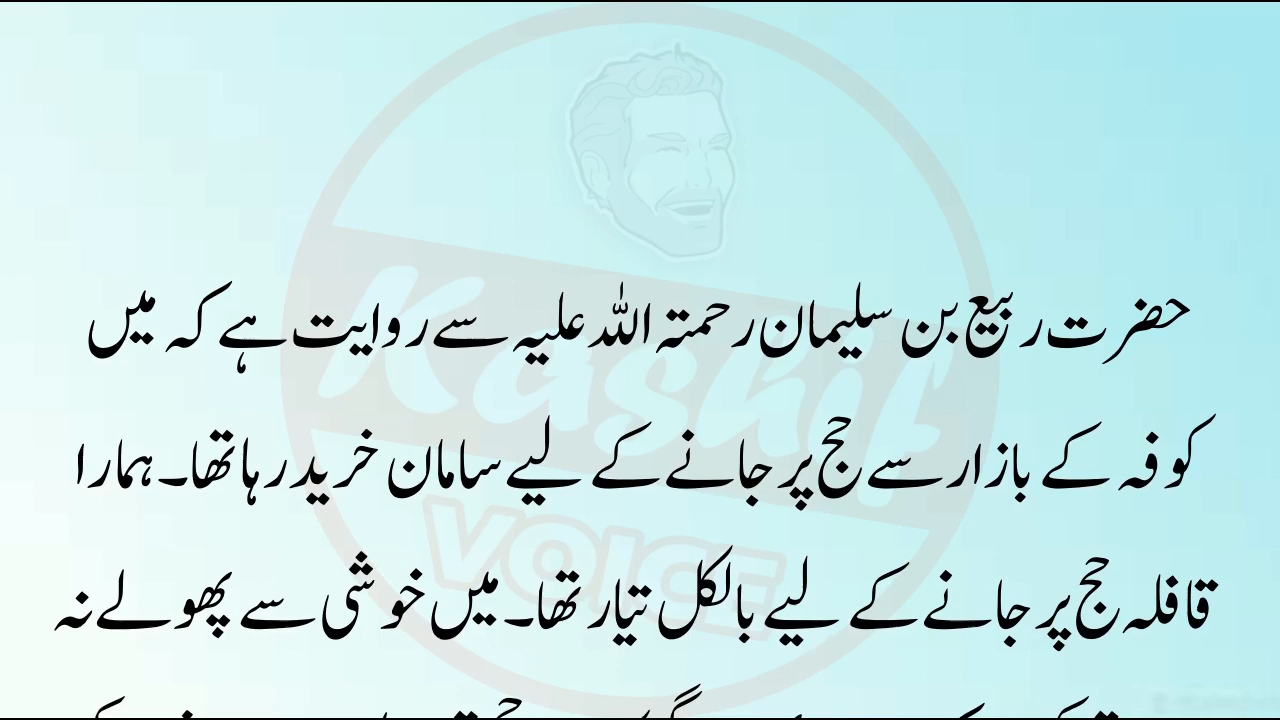 حضرت ربیع بن سلیمان رحمتہ اللہ علیہ سے روایت ہے کہ میں
کوفہ کے بازار سے حج پر جانے کے لیے سامان خرید رہا تھا۔ ہمارا
قافلہ حج پر جانے کے لیے بالکل تیار تھا۔ میں خوشی سے پھولے نہ
Kashif
VOICE